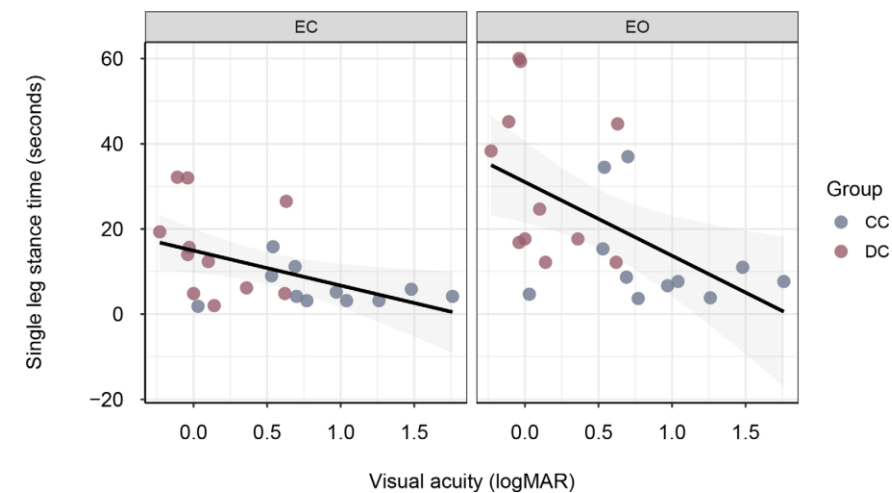 EC
EO
60
40
20
0
−20
Single leg stance time (seconds)
0.0 0.5 1.0 1.5
0.0 0.5 1.0 1.5
Visual acuity (logMAR)
Group
CC
DC